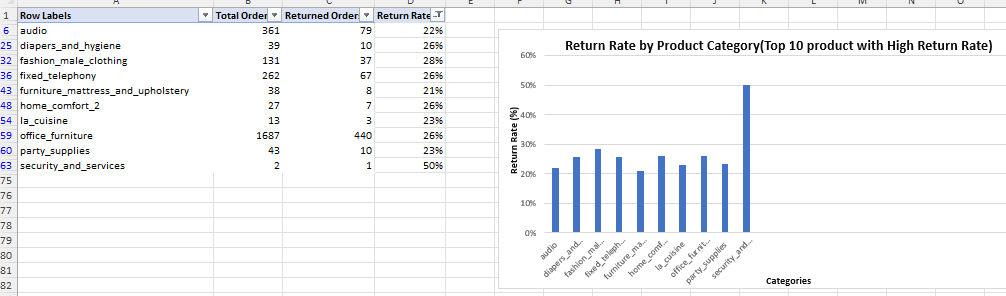 A B C D E F G H I J K L M N O
1 Row Labels Total Order Returned Order Return Rate
6 audio 361 79 22%
25 diapers_and_hygiene 39 10 26%
32 fashion_male_clothing 131 37 28%
36 fixed_telephony 262 67 26%
43 furniture_mattress_and_upholstery 38 8 21%
48 home_comfort_2 27 7 26%
54 la_cuisine 13 3 23%
59 office_furniture 1687 440 26%
60 party_supplies 43 10 23%
63 security_and_services 2 1 50%
75
76
77
78
79
80
81
82
Return Rate by Product Category(Top 10 product with High Return Rate)
Return Rate (%)
60%
50%
40%
30%
20%
10%
0%
audio
diapers_and...
fashion_mal...
fixed_teleph...
furniture_ma...
home_comf...
la_cuisine
office_furnit...
party_supplies
security_and...
Categories